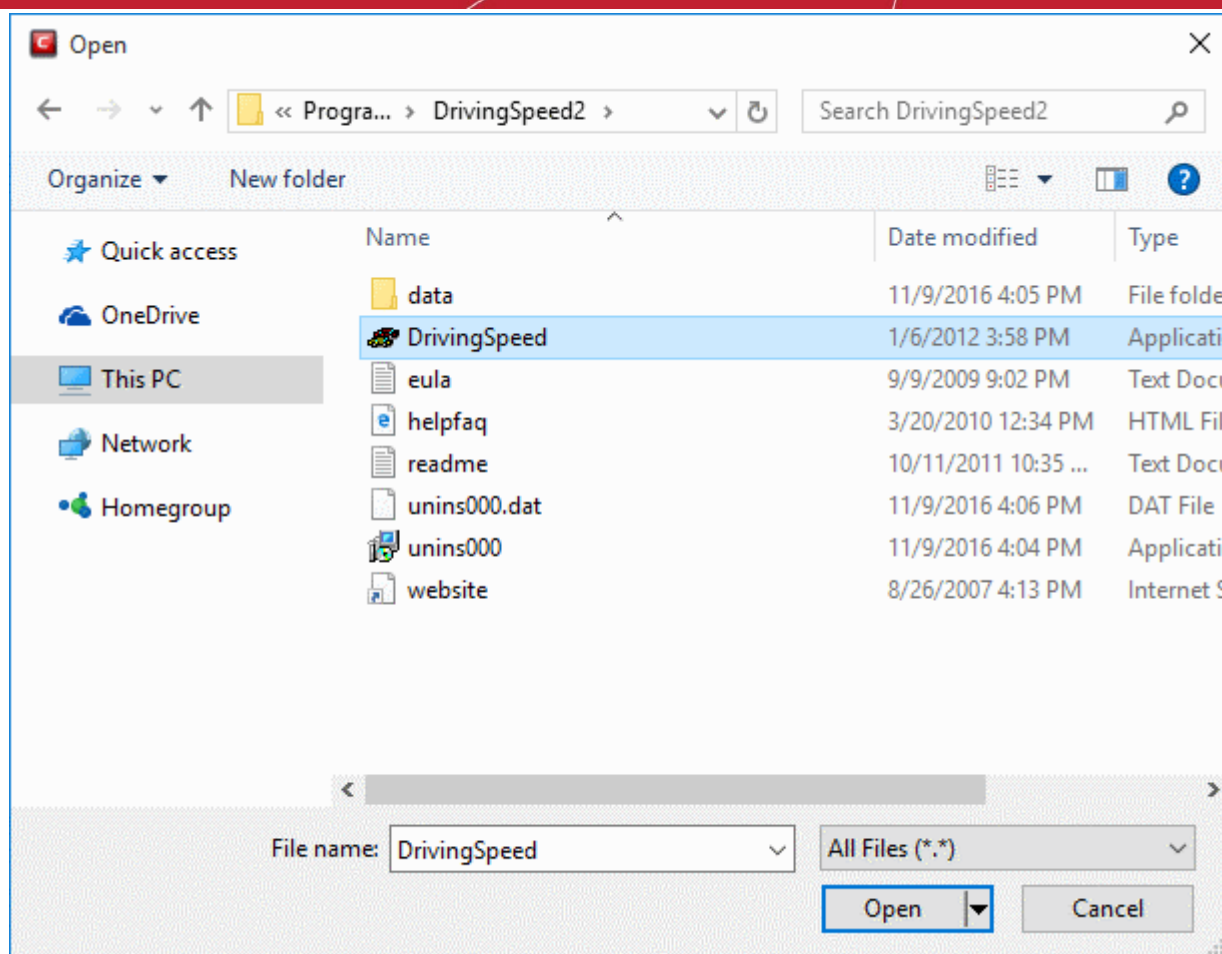 Open
« Progra... › DrivingSpeed2 › Search DrivingSpeed2
Organize New folder
Name Date modified Type
Quick access
OneDrive
This PC
Network
Homegroup
data 11/9/2016 4:05 PM File folde
DrivingSpeed 1/6/2012 3:58 PM Applicati
eula 9/9/2009 9:02 PM Text Docu
helpfaq 3/20/2010 12:34 PM HTML Fil
readme 10/11/2011 10:35 ... Text Docu
unins000.dat 11/9/2016 4:06 PM DAT File
unins000 11/9/2016 4:04 PM Applicati
website 8/26/2007 4:13 PM Internet S
File name: DrivingSpeed All Files (*.*)
Open Cancel